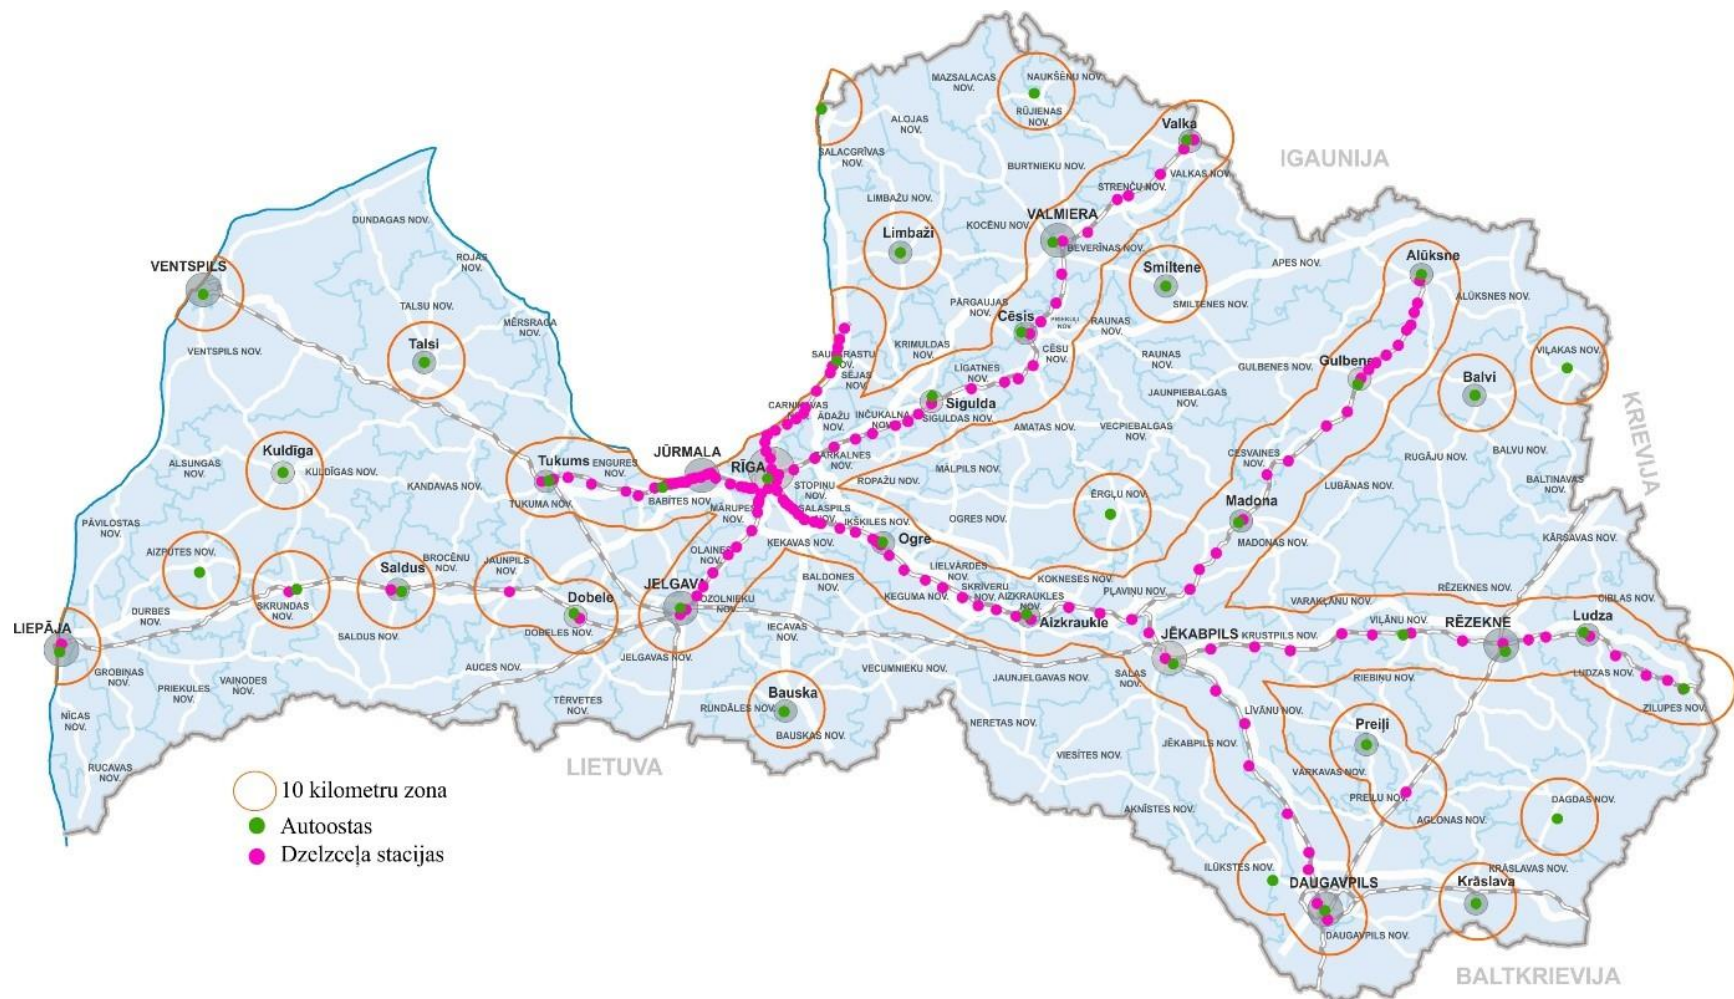 MAZSALACAS
NOV.
NAUKŠĒNU NOV.
RŪJIENAS
NOV.
ALOJAS
NOV.
Valka
IGAUNIJA
SALACGRĪVAS
NOV.
BURTNIEKU NOV.
VALKAS NOV.
STRENČU NOV.
LIMBAŽU NOV.
VALMIERA
DUNDAGAS NOV.
KOCĒNU NOV.
Limbaži
BEVERĪNAS NOV.
ROJAS
NOV.
VENTSPILS
Smiltene
APES NOV.
Alūksne
TALSU NOV.
PĀRGAUJAS
NOV.
SMILTENES NOV.
ALŪKSNES NOV.
MĒRSRAGA
NOV.
Cēsis
PRIEKUĻU
NOV.
RAUNAS
NOV.
Talsi
VENTSPILS NOV.
KRIMULDAS
NOV.
CĒSU
NOV.
RAUNAS
NOV.
VIĻAKAS NOV.
SAULKRASTU
NOV.
SĒJAS
NOV.
LĪGATNES
NOV.
GULBENES NOV.
Gulbene
Balvi
JAUNPIEBALGAS
NOV.
CARNIKAVAS
ĀDAŽU
NOV.
INČUKALNA
NOV.
Sigulda
SIGULDAS NOV.
KRIEVIJA
AMATAS NOV.
VECPIEBALGAS
NOV.
Kuldīga
JŪRMALA
GARKALNES
NOV.
BALVU NOV.
CESVAINES
NOV.
RUGĀJU NOV.
ALSUNGAS
NOV.
KULDĪGAS NOV.
Tukums
ENGURES
NOV.
RĪGA
MĀLPILS NOV.
KANDAVAS NOV.
ROPAŽU NOV.
LUBĀNAS NOV.
BALTINAVAS
NOV.
STOPIŅU
NOV.
TUKUMA NOV.
BABĪTES NOV.
ĒRGĻU NOV.
Madona
MĀRUPES
NOV.
SALASPILS
NOV.
PĀVILOSTAS
NOV.
IKŠĶILES NOV.
OGRES NOV.
Ogre
KĀRSAVAS
NOV.
AIZPUTES NOV.
BROCĒNU
NOV.
JAUNPILS
NOV.
OLAINES
NOV.
ĶEKAVAS NOV.
MADONAS NOV.
Saldus
LIELVĀRDES
NOV.
KOKNESES NOV.
JELGAVA
BALDONES
NOV.
RĒZEKNES NOV.
SKRĪVERU
NOV.
PĻAVIŅU NOV.
CIBLAS NOV.
OZOLNIEKU
NOV.
ĶEGUMA NOV.
AIZKRAUKLES
NOV.
VARAKĻĀNU NOV.
SKRUNDAS
NOV.
Dobele
DURBES
NOV.
Aizkraukle
VIĻĀNU
NOV.
RĒZEKNE
Ludza
LIEPĀJA
IECAVAS
NOV.
SALDUS
NOV.
DOBELES NOV.
JĒKABPILS
KRUSTPILS NOV.
JELGAVAS NOV.
GROBIŅAS
NOV.
AUCES NOV.
VECUMNIEKU NOV.
JAUNJELGAVAS NOV.
SALAS
NOV.
RIEBIŅU NOV.
LUDZAS NOV.
VAIŅODES
NOV.
PRIEKULES
NOV.
Bauska
TĒRVETES
NOV.
RUNDĀLES NOV.
ZILUPES NOV.
LĪVĀNU NOV.
NĪCAS
NOV.
NERETAS NOV.
Preiļi
BAUSKAS NOV.
JĒKABPILS NOV.
VIESĪTES NOV.
LIETUVA
RUCAVAS
NOV.
VĀRKAVAS NOV.
10 kilometru zona
PREIĻU NOV.
DAGDAS NOV.
AKNĪSTES NOV.
AGLONAS NOV.
Autoostas
Dzelzceļa stacijas
ILŪKSTES NOV.
KRĀSLAVAS NOV.
DAUGAVPILS
Krāslava
DAUGAVPILS NOV.
BALTKRIEVIJA